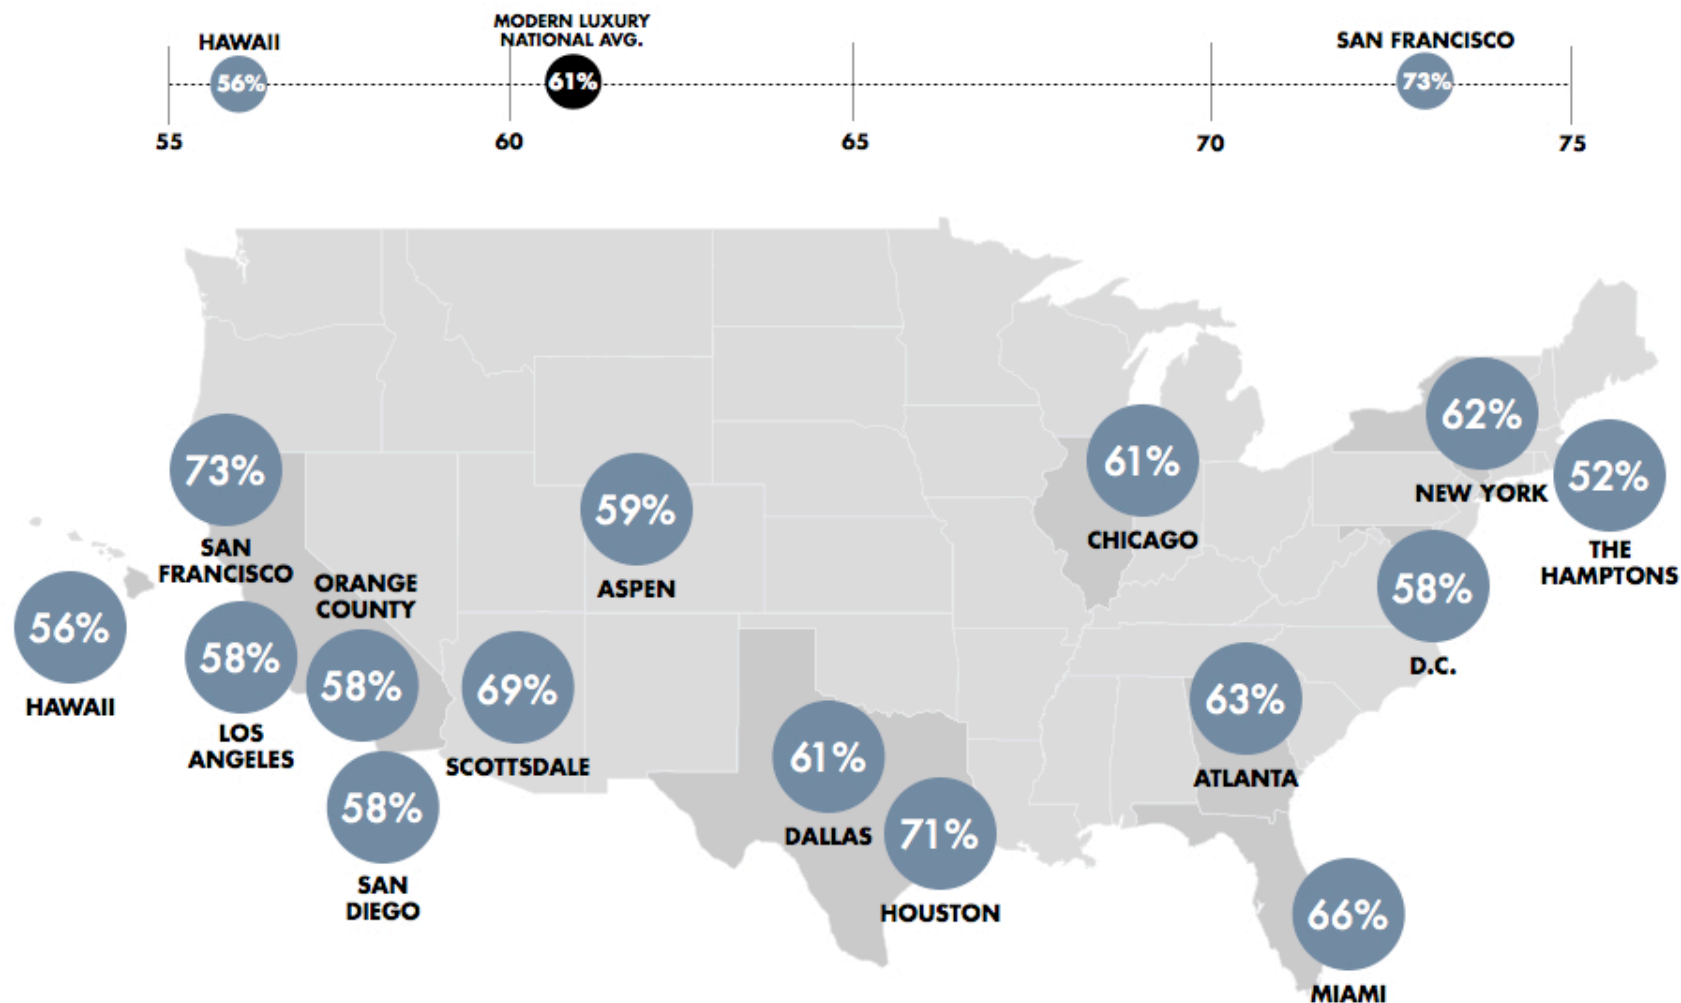 HAWAII
56%
MODERN LUXURY
NATIONAL AVG.
61%
SAN FRANCISCO
73%
55
60
65
70
75
73%
SAN
FRANCISCO
56%
HAWAII
58%
LOS
ANGELES
ORANGE
COUNTY
58%
58%
SAN
DIEGO
69%
SCOTTSDALE
59%
ASPEN
61%
DALLAS
71%
HOUSTON
61%
CHICAGO
62%
NEW YORK
52%
THE
HAMPTONS
58%
D.C.
63%
ATLANTA
66%
MIAMI